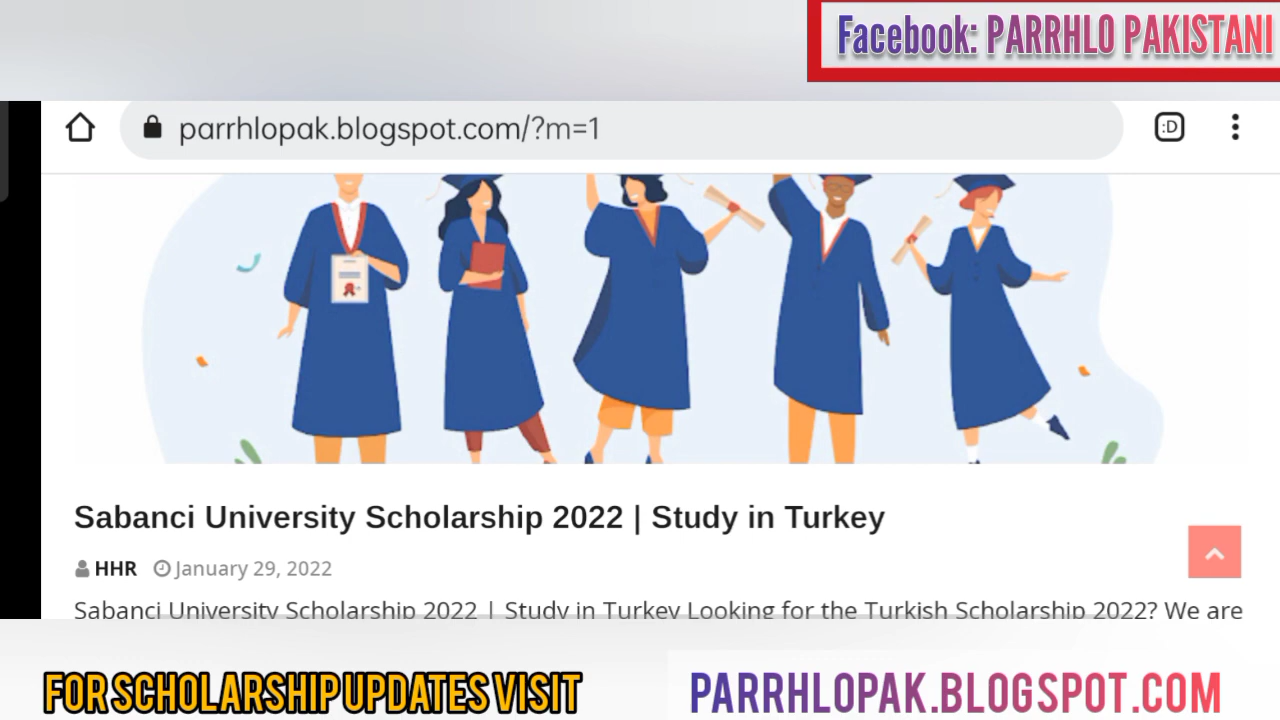 Facebook: PARRHLO PAKISTANI
parrhlopak.blogspot.com/?m=1
:D
Sabanci University Scholarship 2022 | Study in Turkey
HHR January 29, 2022
Sabanci University Scholarship 2022 | Study in Turkey Looking for the Turkish Scholarship 2022? We are
FOR SCHOLARSHIP UPDATES VISIT PARRHLOPAK.BLOGSPOT.COM